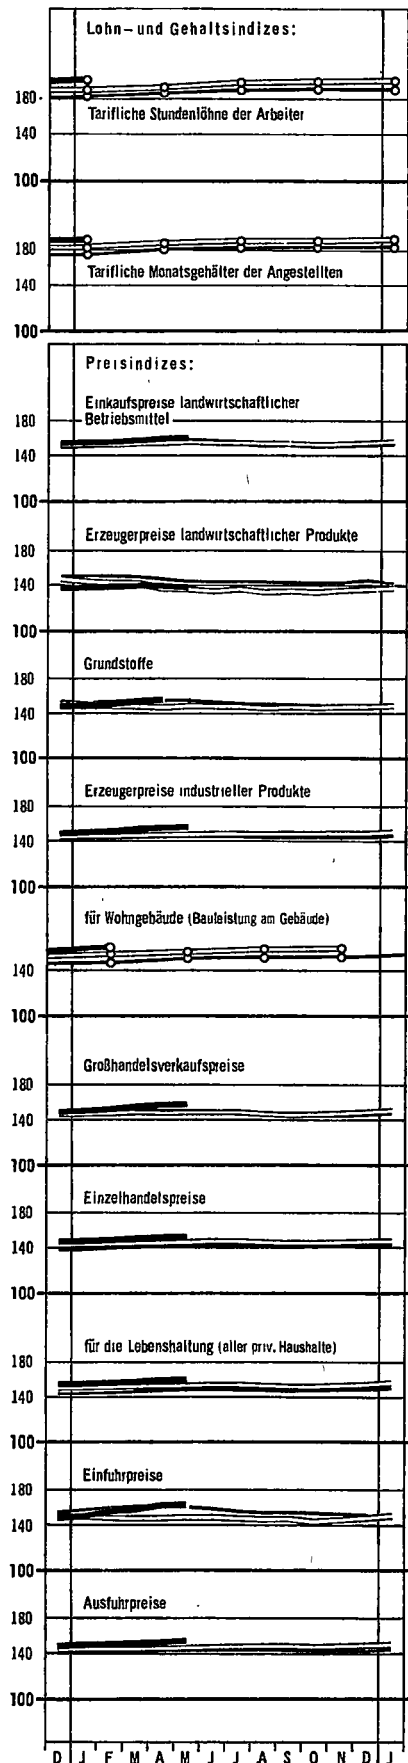 Lohn- und Gehaltsindizes:
180
Tarifliche Stundenlöhne der Arbeiter
140
100
180
Tarifliche Monatsgehälter der Angestellten
140
100
Preisindizes:
Einkaufspreise landwirtschaftlicher
180
Betriebsmittel
140
100
Erzeugerpreise landwirtschaftlicher Produkte
180
140
100
Grundstoffe
180
140
100
Erzeugerpreise industrieller Produkte
180
140
100
für Wohngebäude (Bauleistung am Gebäude)
140
100
Großhandelsverkaufspreise
180
140
100
Einzelhandelspreise
180
140
100
für die Lebenshaltung (aller priv. Haushalte)
180
140
100
Einfuhrpreise
180
140
100
Ausfuhrpreise
180
140
100
D J F M A M J J A S O N D J